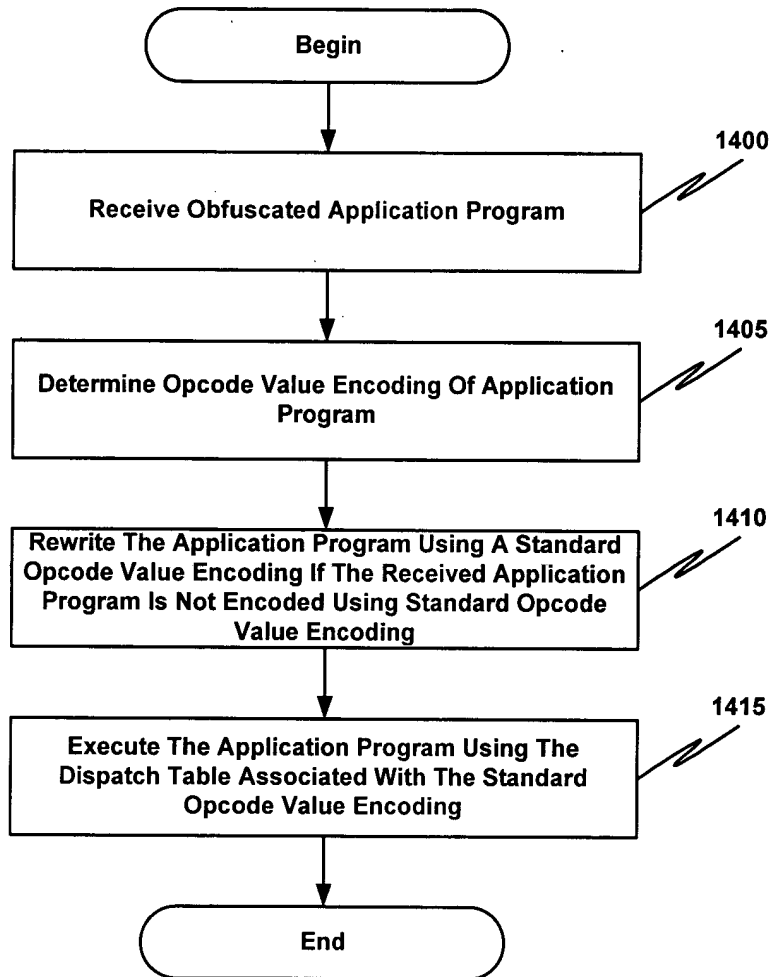 Begin
1400
Receive Obfuscated Application Program
1405
Determine Opcode Value Encoding Of Application
Program
1410
Rewrite The Application Program Using A Standard
Opcode Value Encoding If The Received Application
Program Is Not Encoded Using Standard Opcode
Value Encoding
1415
Execute The Application Program Using The
Dispatch Table Associated With The Standard
Opcode Value Encoding
End